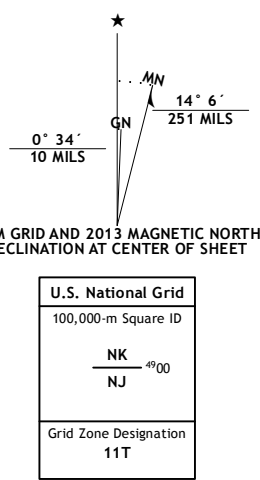 ★
MN
GN
14° 6´
251 MILS
0° 34´
10 MILS
M GRID AND 2013 MAGNETIC NORTH
ECLINATION AT CENTER OF SHEET
U.S. National Grid
100,000-m Square ID
NK
4900
NJ
Grid Zone Designation
11T